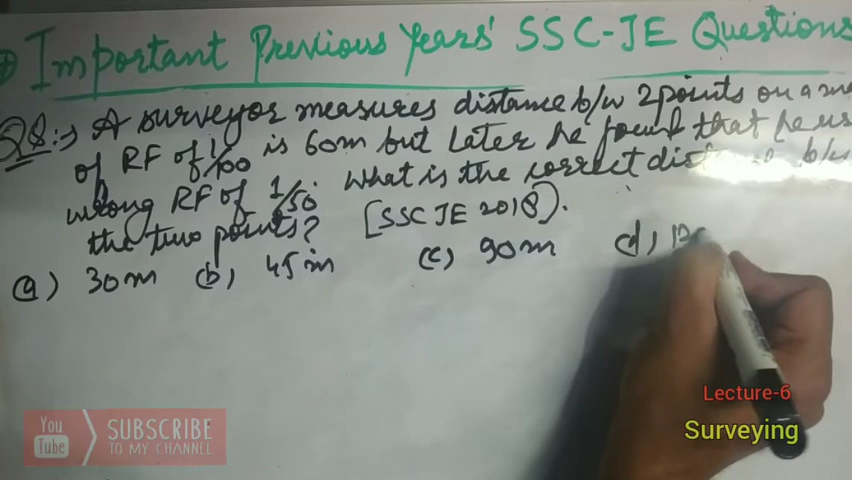 Important Previous Years' SSC-JE Questions
Q8:→ A surveyor measures distance b/w 2 points on a
of RF of 1/100 is 60m but later he found that he
wrong RF of 1/50. What is the correct b/w
the two points? [SSC JE 2018].
(a) 30m (b) 45m (c) 90m (d)
Lecture-6
Surveying
You Tube
SUBSCRIBE
TO MY CHANNEL